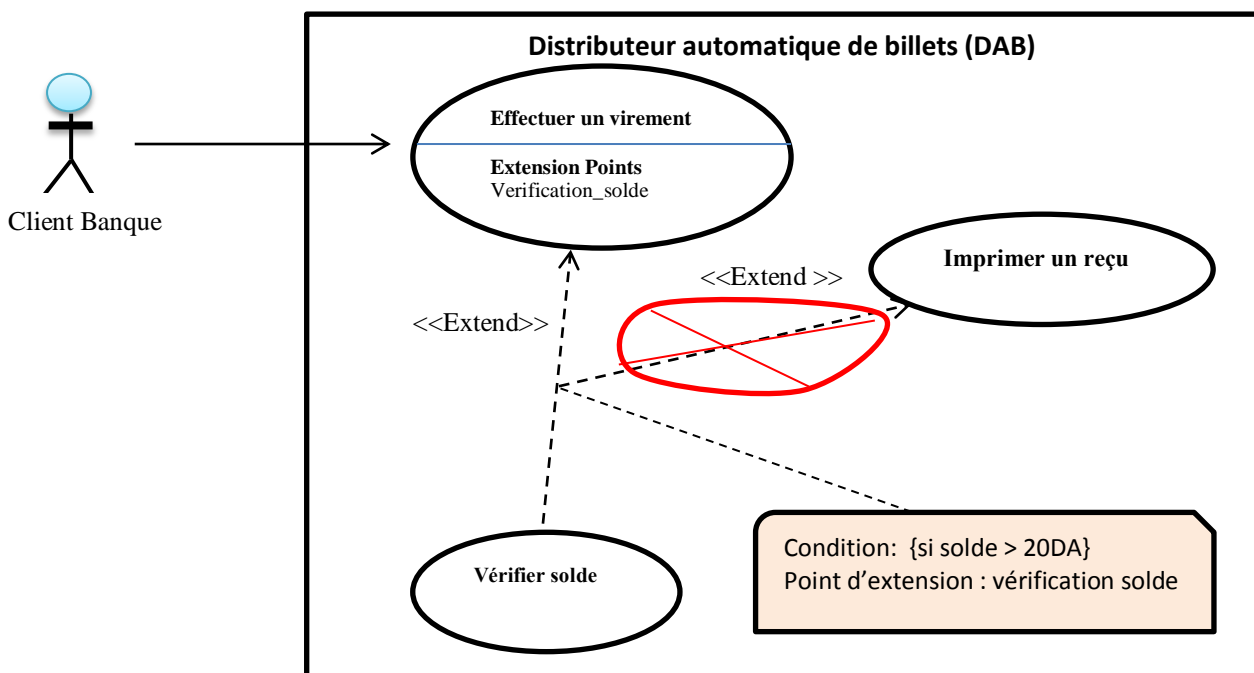 Distributeur automatique de billets (DAB)
Effectuer un virement
Extension Points
Verification_solde
Client Banque
Imprimer un reçu
<<Extend >>
<<Extend>>
Vérifier solde
Condition: {si solde > 20DA}
Point d’extension : vérification solde